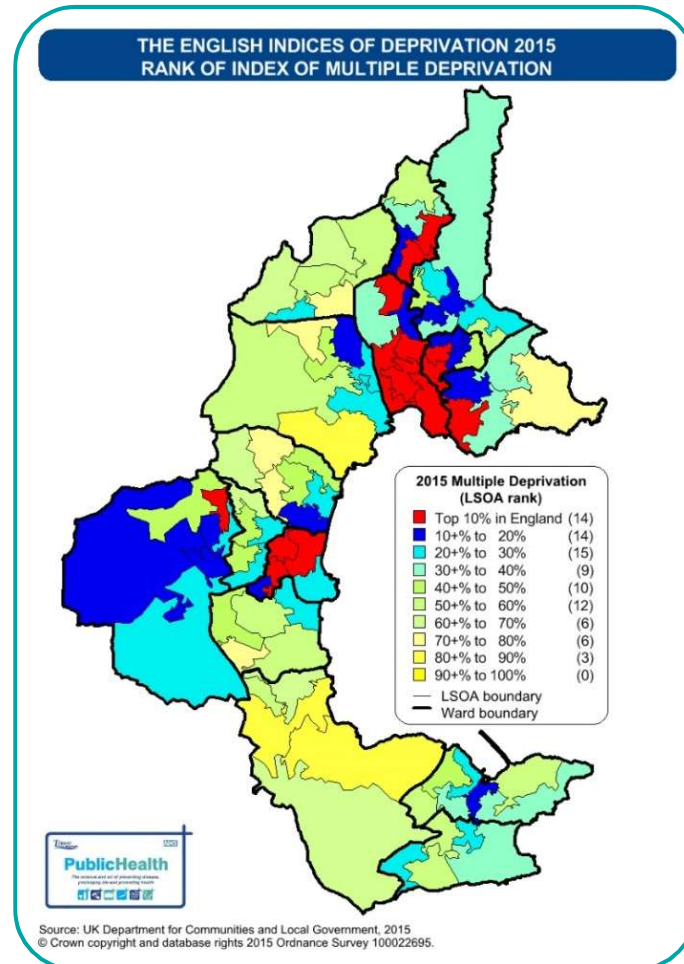 THE ENGLISH INDICES OF DEPRIVATION 2015
RANK OF INDEX OF MULTIPLE DEPRIVATION
2015 Multiple Deprivation
(LSOA rank)
Top 10% in England (14)
10+% to 20% (14)
20+% to 30% (15)
30+% to 40% (9)
40+% to 50% (10)
50+% to 60% (12)
60+% to 70% (6)
70+% to 80% (6)
80+% to 90% (3)
90+% to 100% (0)
LSOA boundary
Ward boundary
NHS
PublicHealth
Source: UK Department for Communities and Local Government, 2015
© Crown copyright and database rights 2015 Ordnance Survey 100022695.